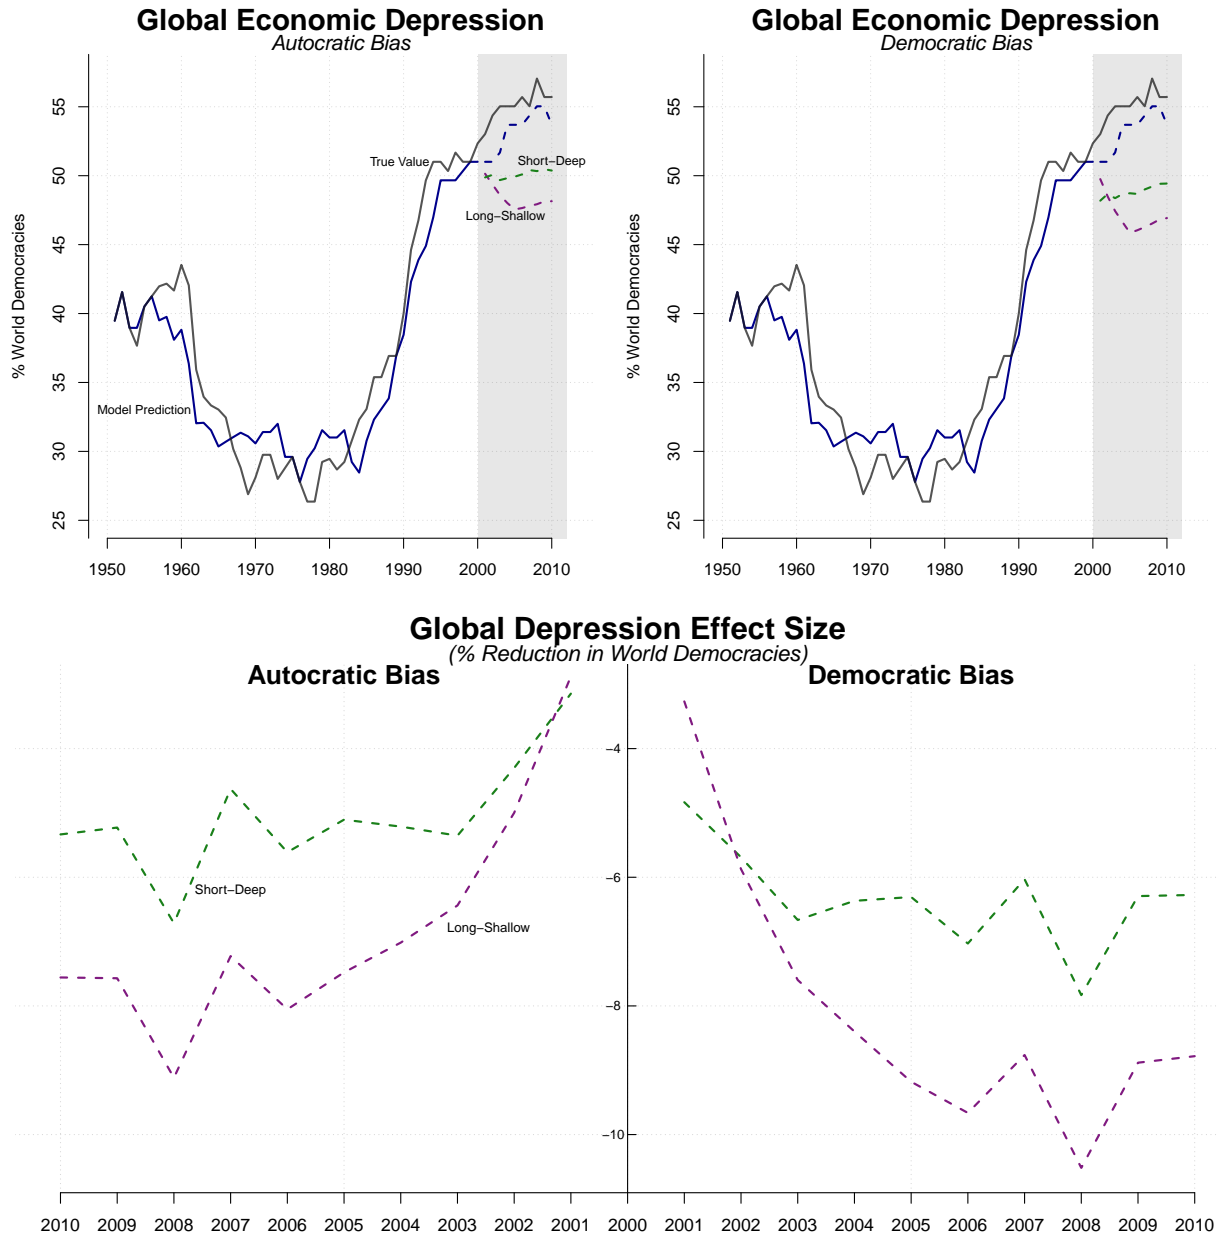 Global Economic Depression
Autocratic Bias
% World Democracies
55
50
45
40
35
30
25
True Value
Short−Deep
Long−Shallow
Model Prediction
1950 1960 1970 1980 1990 2000 2010
Global Economic Depression
Democratic Bias
% World Democracies
55
50
45
40
35
30
25
1950 1960 1970 1980 1990 2000 2010
Global Depression Effect Size
(% Reduction in World Democracies)
Autocratic Bias
Democratic Bias
−4
−6
−8
−10
Short−Deep
Long−Shallow
2010 2009 2008 2007 2006 2005 2004 2003 2002 2001 2000 2001 2002 2003 2004 2005 2006 2007 2008 2009 2010